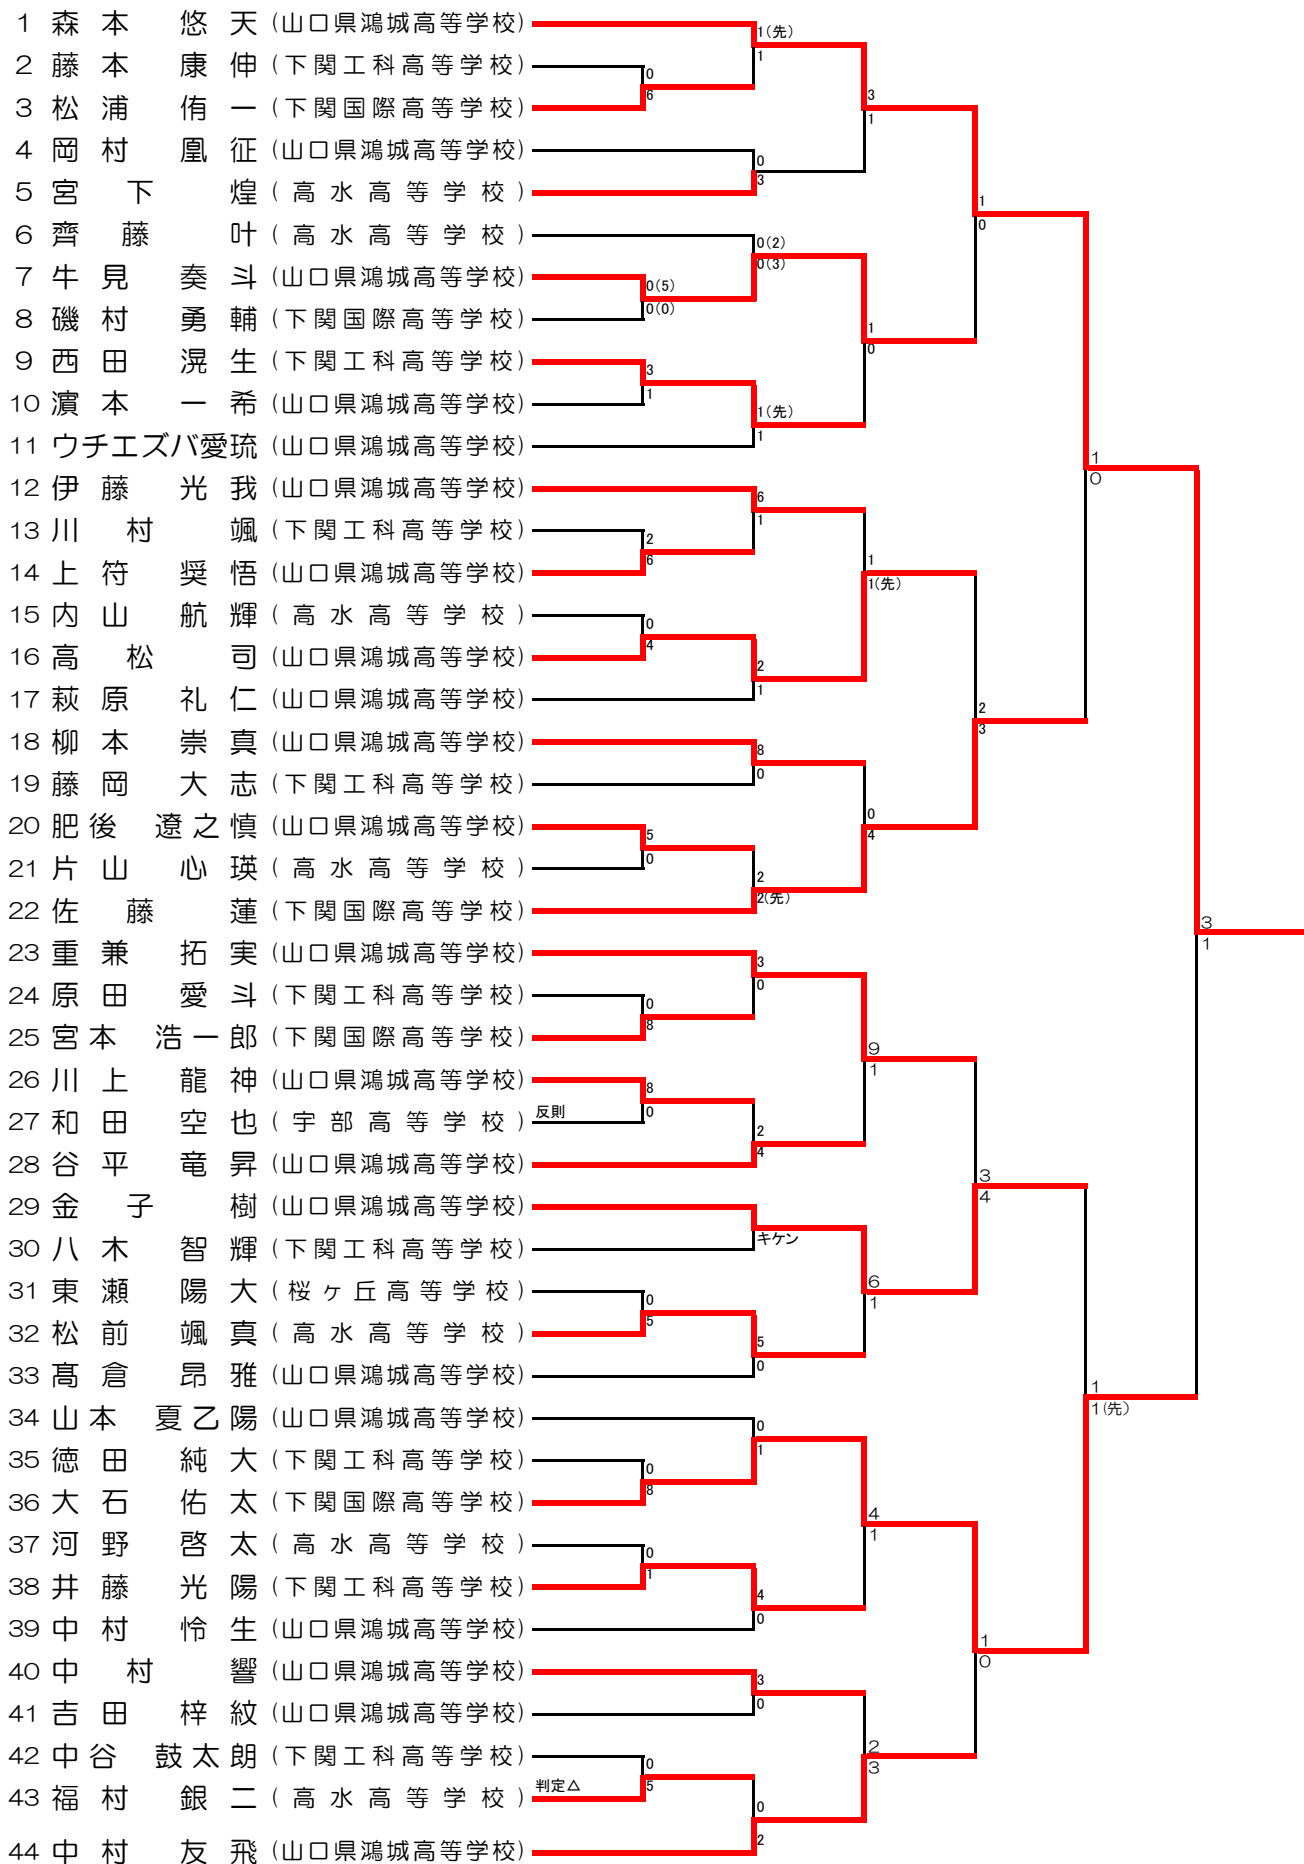 1 森本 悠天 (山口県鴻城高等学校)
1(先)
2 藤本 康伸 (下関工科高等学校)
0
1
3 松浦 侑一 (下関国際高等学校)
6
3
1
4 岡村 凰征 (山口県鴻城高等学校)
0
5 宮下 煌 (高水高等学校)
3
1
0
6 齊藤 叶 (高水高等学校)
0(2)
0(3)
7 牛見 奏斗 (山口県鴻城高等学校)
0(5)
8 磯村 勇輔 (下関国際高等学校)
0(0)
1
0
9 西田 滉生 (下関工科高等学校)
3
10 濵本 一希 (山口県鴻城高等学校)
1
1(先)
11 ウチエズバ愛琉 (山口県鴻城高等学校)
1
1
0
12 伊藤 光我 (山口県鴻城高等学校)
6
13 川村 颯 (下関工科高等学校)
2
1
14 上符 奨悟 (山口県鴻城高等学校)
6
1
1(先)
15 内山 航輝 (高水高等学校)
0
16 高松 司 (山口県鴻城高等学校)
4
2
17 萩原 礼仁 (山口県鴻城高等学校)
1
2
3
18 柳本 崇真 (山口県鴻城高等学校)
8
19 藤岡 大志 (下関工科高等学校)
0
20 肥後 遼之慎 (山口県鴻城高等学校)
5
0
4
21 片山 心瑛 (高水高等学校)
0
2
22 佐藤 蓮 (下関国際高等学校)
2(先)
3
1
23 重兼 拓実 (山口県鴻城高等学校)
3
24 原田 愛斗 (下関工科高等学校)
0
0
25 宮本 浩一郎 (下関国際高等学校)
8
9
1
26 川上 龍神 (山口県鴻城高等学校)
8
27 和田 空也 (宇部高等学校)
反則
0
2
28 谷平 竜昇 (山口県鴻城高等学校)
4
3
4
29 金子 樹 (山口県鴻城高等学校)
30 八木 智輝 (下関工科高等学校)
キケン
31 東瀬 陽大 (桜ヶ丘高等学校)
0
6
1
32 松前 颯真 (高水高等学校)
5
5
33 髙倉 昂雅 (山口県鴻城高等学校)
0
1
1(先)
34 山本 夏乙陽 (山口県鴻城高等学校)
0
1
35 徳田 純大 (下関工科高等学校)
0
36 大石 佑太 (下関国際高等学校)
8
4
1
37 河野 啓太 (高水高等学校)
0
38 井藤 光陽 (下関工科高等学校)
1
4
39 中村 怜生 (山口県鴻城高等学校)
0
1
0
40 中村 響 (山口県鴻城高等学校)
3
41 吉田 梓紋 (山口県鴻城高等学校)
0
2
3
42 中谷 鼓太朗 (下関工科高等学校)
0
43 福村 銀二 (高水高等学校)
判定△
5
0
44 中村 友飛 (山口県鴻城高等学校)
2